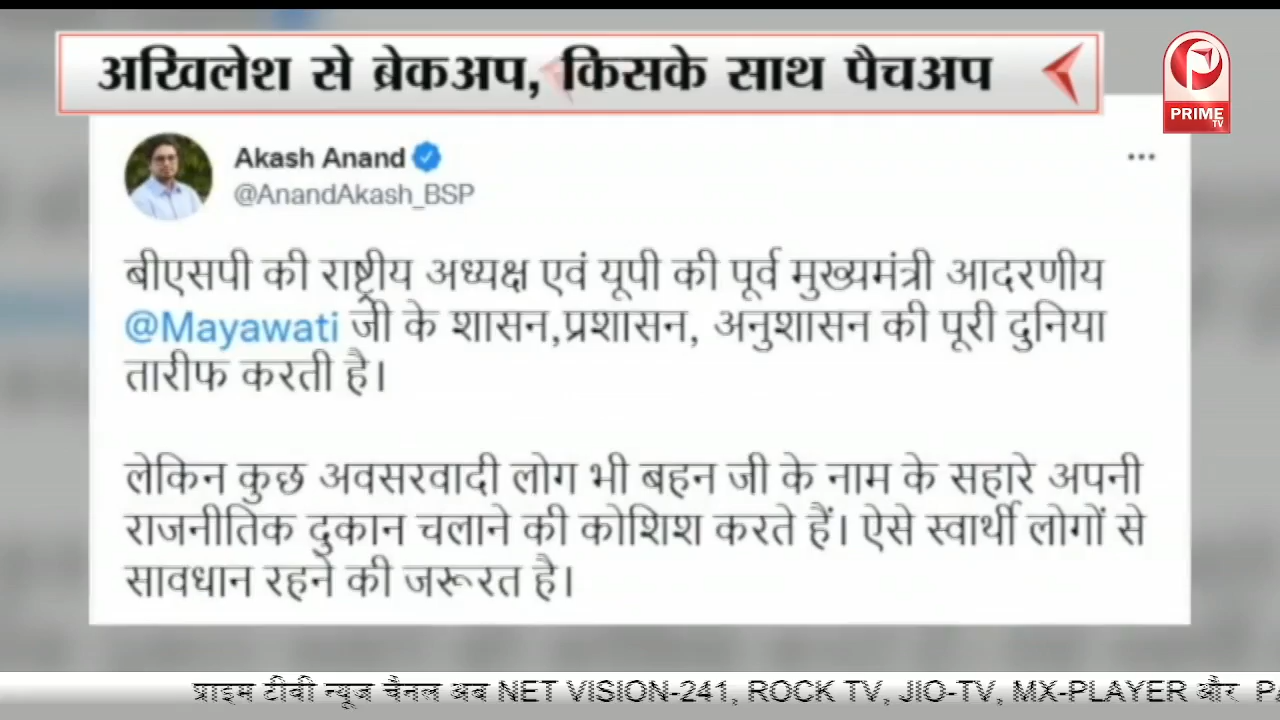 अखिलेश से ब्रेकअप, किसके साथ पैचअप
PRIME
TV
Akash Anand
@AnandAkash_BSP
बीएसपी की राष्ट्रीय अध्यक्ष एवं यूपी की पूर्व मुख्यमंत्री आदरणीय
@Mayawati जी के शासन,प्रशासन, अनुशासन की पूरी दुनिया
तारीफ करती है।
लेकिन कुछ अवसरवादी लोग भी बहन जी के नाम के सहारे अपनी
राजनीतिक दुकान चलाने की कोशिश करते हैं। ऐसे स्वार्थी लोगों से
सावधान रहने की जरूरत है।
प्राइम टीवी न्यूज चैनल अब NET VISION-241, ROCK TV, JIO-TV, MX-PLAYER और